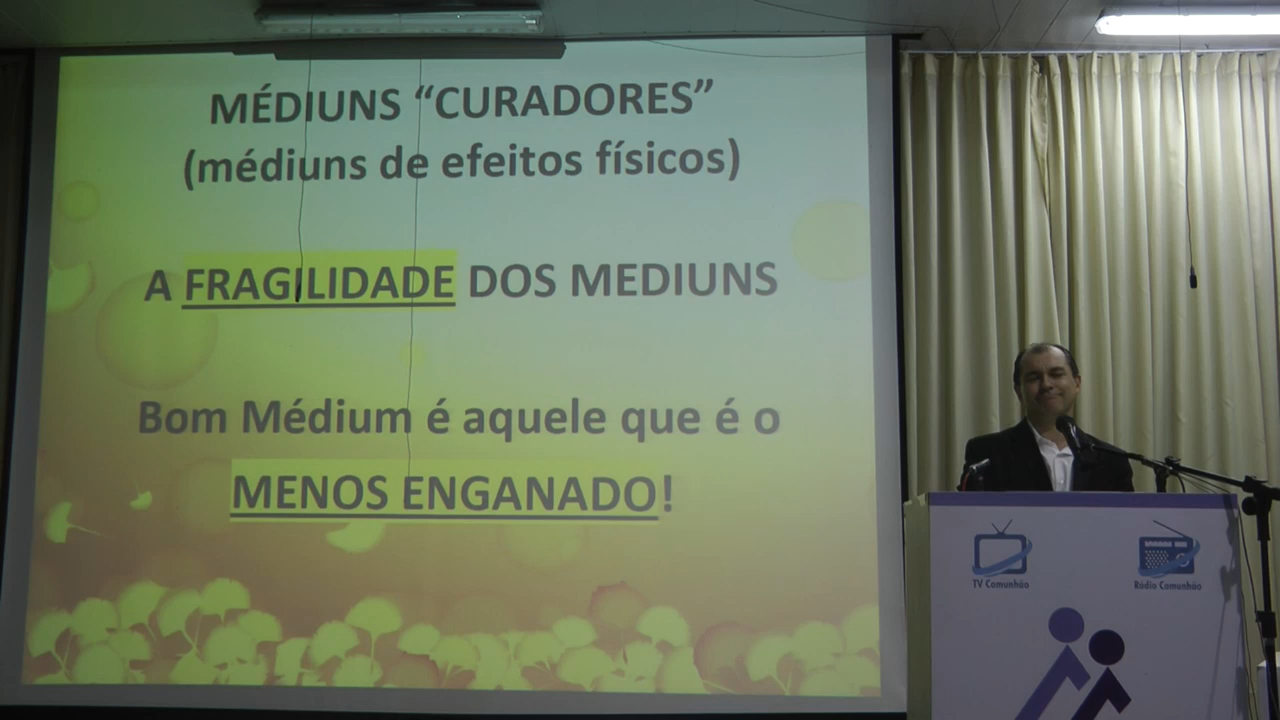 MÉDIUNS “CURADORES”
(médiuns de efeitos físicos)
A FRAGILIDADE DOS MEDIUNS
Bom Médium é aquele que é o
MENOS ENGANADO!
TV Comunhão
Rádio Comunhão